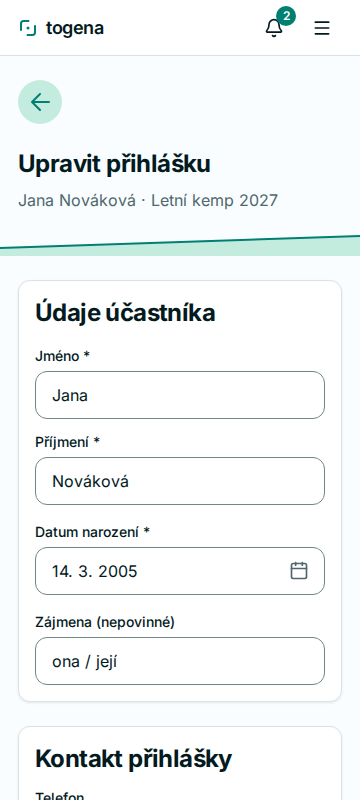 togena
2
Upravit přihlášku
Jana Nováková · Letní kemp 2027
Údaje účastníka
Jméno *
Jana
Příjmení *
Nováková
Datum narození *
14. 3. 2005
Zájmena (nepovinné)
ona / její
Kontakt přihlášky
Telefon